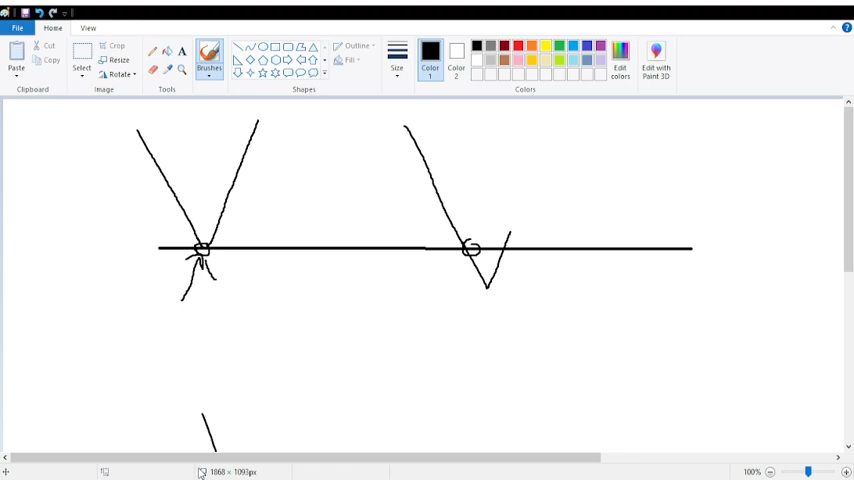 File Home View
Paste
Cut
Copy
Clipboard
Select
Crop
Resize
Rotate
Image
A
Tools
Brushes
Shapes
Outline
Fill
Size
Color
1
Color
2
Edit
colors
Edit with
Paint 3D
Colors
1868 × 1093px
100%